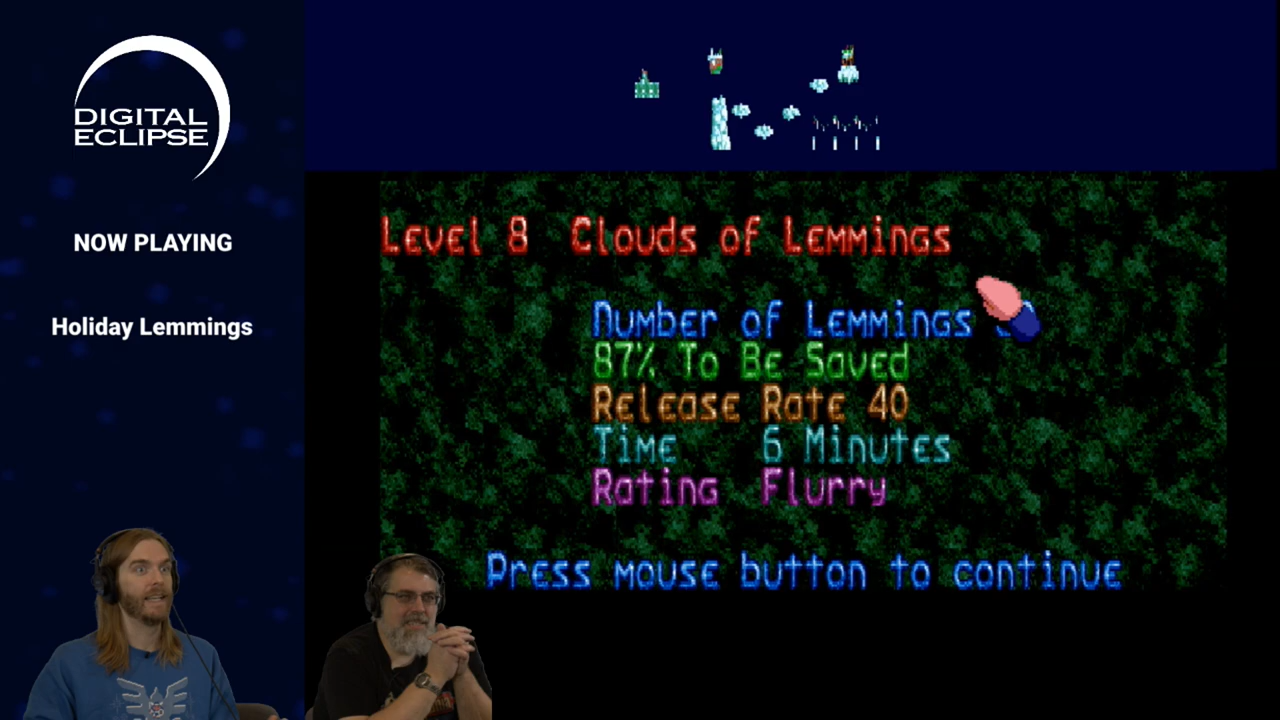 DIGITAL
ECLIPSE
NOW PLAYING
Holiday Lemmings
Level 8 Clouds of Lemmings
Number of Lemmings
87% To Be Saved
Release Rate 40
Time 6 Minutes
Rating Flurry
Press mouse button to continue